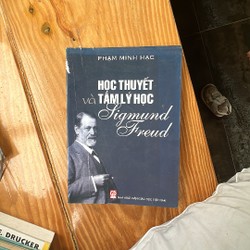 PHẠM MINH HẠC
HỌC THUYẾT
và TÂM LÝ HỌC
Sigmund
Freud
DRUCKER